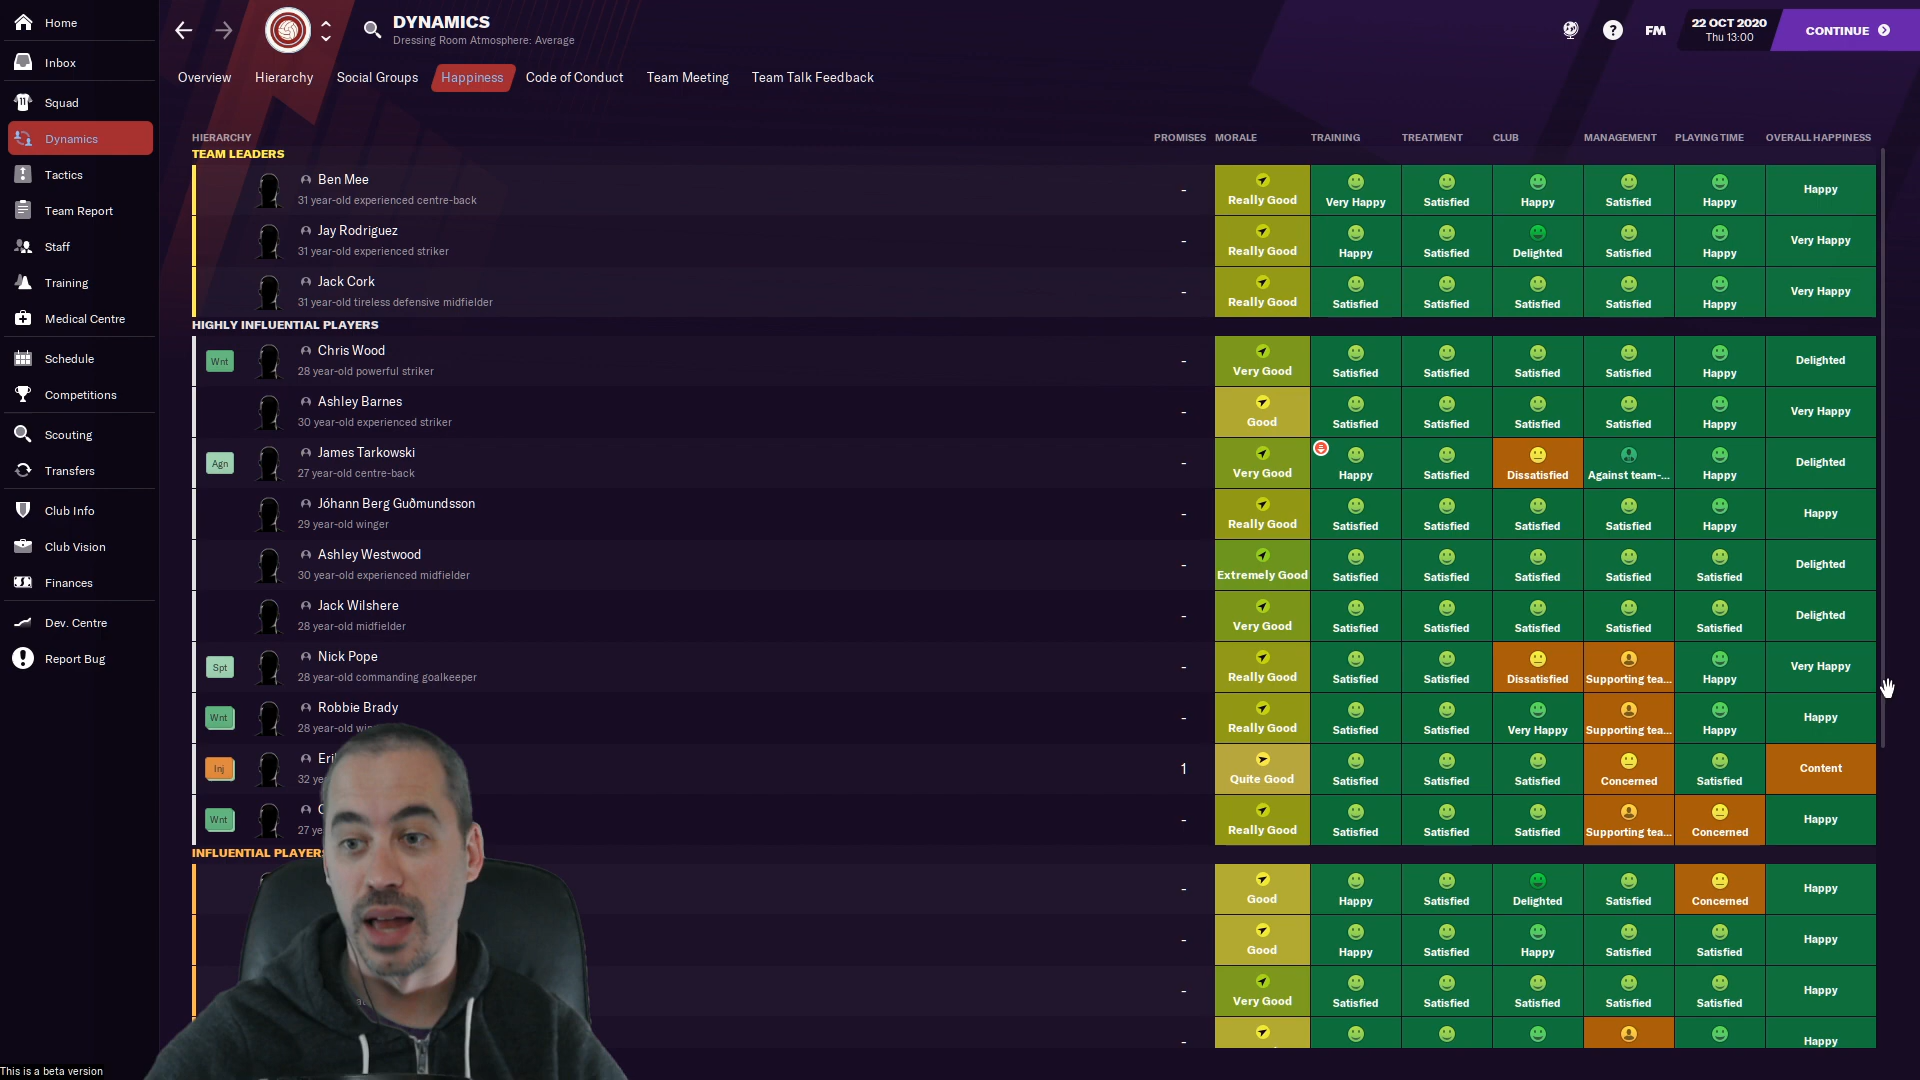 Home
Inbox
Squad
Dynamics
Tactics
Team Report
Staff
Training
Medical Centre
Schedule
Competitions
Scouting
Transfers
Club Info
Club Vision
Finances
Dev. Centre
Report Bug
This is a beta version
DYNAMICS
Dressing Room Atmosphere: Average
FM
22 OCT 2020
Thu 13:00
CONTINUE
Overview Hierarchy Social Groups Happiness Code of Conduct Team Meeting Team Talk Feedback
HIERARCHY PROMISES MORALE TRAINING TREATMENT CLUB MANAGEMENT PLAYING TIME OVERALL HAPPINESS
TEAM LEADERS
Ben Mee
31 year-old experienced centre-back
- Really Good Very Happy Satisfied Happy Satisfied Happy Happy
Jay Rodriguez
31 year-old experienced striker
- Really Good Happy Satisfied Delighted Satisfied Happy Very Happy
Jack Cork
31 year-old tireless defensive midfielder
- Really Good Satisfied Satisfied Satisfied Satisfied Happy Very Happy
HIGHLY INFLUENTIAL PLAYERS
Wnt Chris Wood
28 year-old powerful striker
- Very Good Satisfied Satisfied Satisfied Satisfied Happy Delighted
Ashley Barnes
30 year-old experienced striker
- Good Satisfied Satisfied Satisfied Satisfied Happy Very Happy
Agn James Tarkowski
27 year-old centre-back
- Very Good Happy Satisfied Dissatisfied Against team-... Happy Delighted
Jóhann Berg Guðmundsson
29 year-old winger
- Really Good Satisfied Satisfied Satisfied Satisfied Happy Happy
Ashley Westwood
30 year-old experienced midfielder
- Extremely Good Satisfied Satisfied Satisfied Satisfied Satisfied Delighted
Jack Wilshere
28 year-old midfielder
- Very Good Satisfied Satisfied Satisfied Satisfied Satisfied Delighted
Spt Nick Pope
28 year-old commanding goalkeeper
- Really Good Satisfied Satisfied Dissatisfied Supporting tea... Happy Very Happy
Wnt Robbie Brady
28 year-old
- Really Good Satisfied Satisfied Very Happy Supporting tea... Happy Happy
Inj
32
1 Quite Good Satisfied Satisfied Satisfied Concerned Satisfied Content
Wnt
27
- Really Good Satisfied Satisfied Satisfied Supporting tea... Concerned Happy
INFLUENTIAL PLAYERS
- Good Happy Satisfied Delighted Satisfied Concerned Happy
- Good Happy Satisfied Happy Satisfied Satisfied Happy
- Very Good Satisfied Satisfied Satisfied Satisfied Satisfied Happy
- Happy